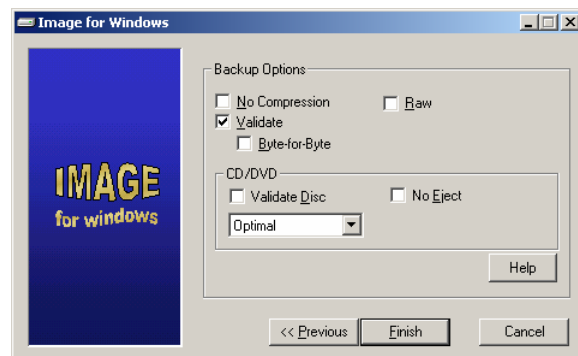 Image for Windows
Backup Options
No Compression
Raw
Validate
Byte-for-Byte
IMAGE
for windows
CD/DVD
Validate Disc
No Eject
Optimal
Help
<< Previous
Finish
Cancel